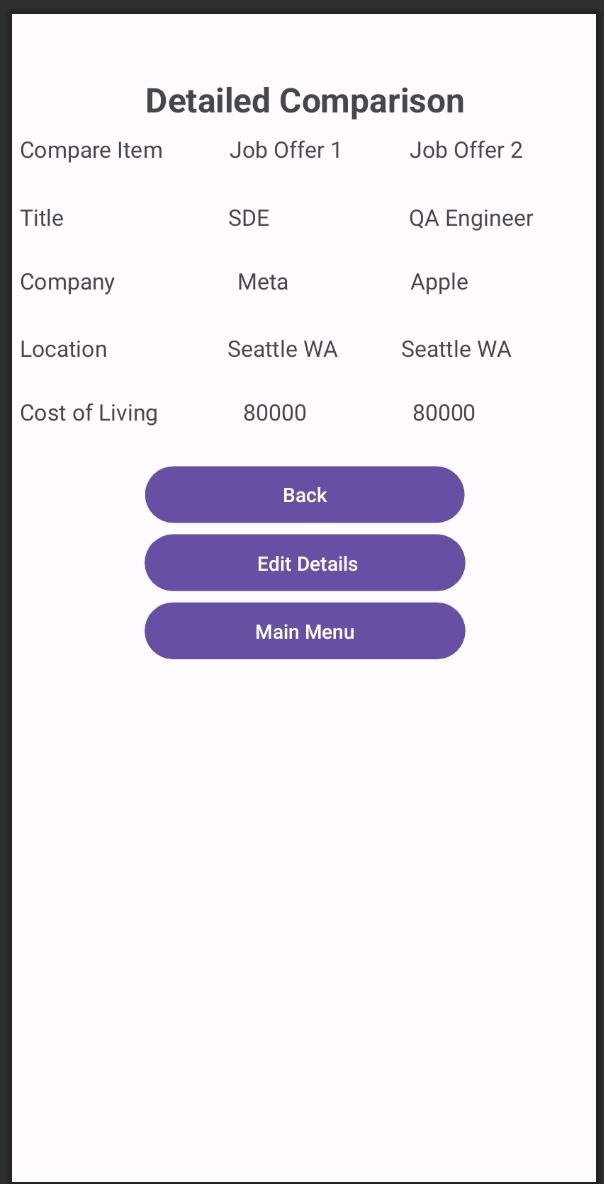 Detailed Comparison
Compare Item Job Offer 1 Job Offer 2
Title SDE QA Engineer
Company Meta Apple
Location Seattle WA Seattle WA
Cost of Living 80000 80000
Back
Edit Details
Main Menu